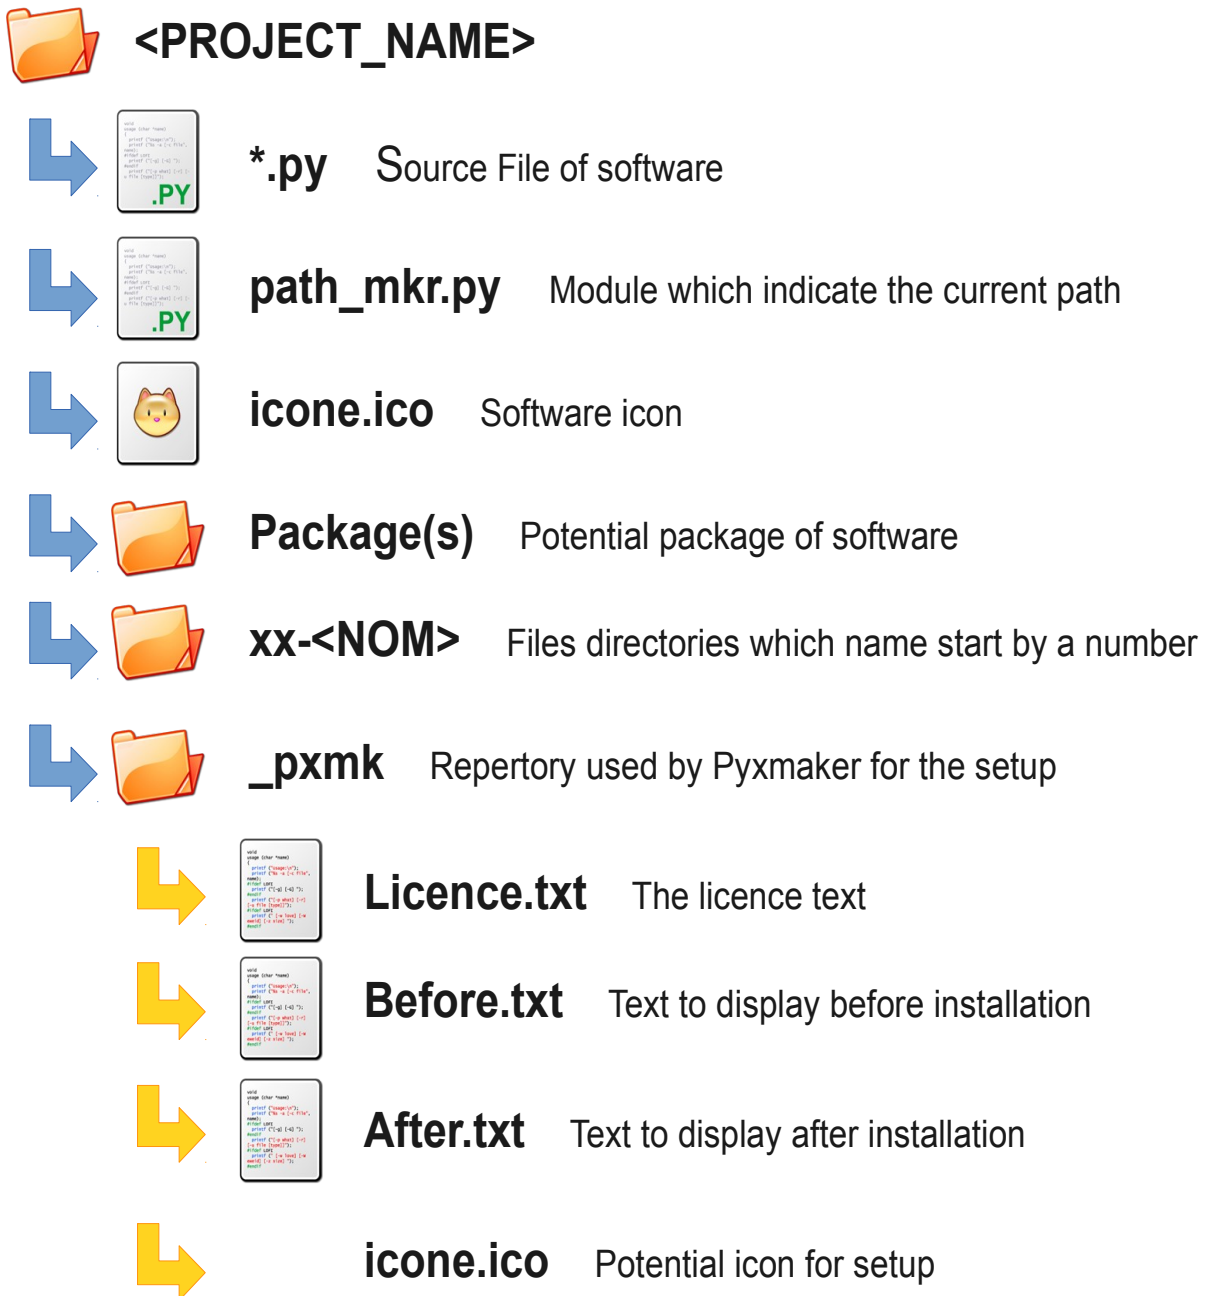 <PROJECT_NAME>
*.py Source File of software
.PY
path_mkr.py Module which indicate the current path
.PY
icone.ico Software icon
Package(s) Potential package of software
xx-<NOM> Files directories which name start by a number
_pxmk Repertory used by Pyxmaker for the setup
Licence.txt The licence text
Before.txt Text to display before installation
After.txt Text to display after installation
icone.ico Potential icon for setup